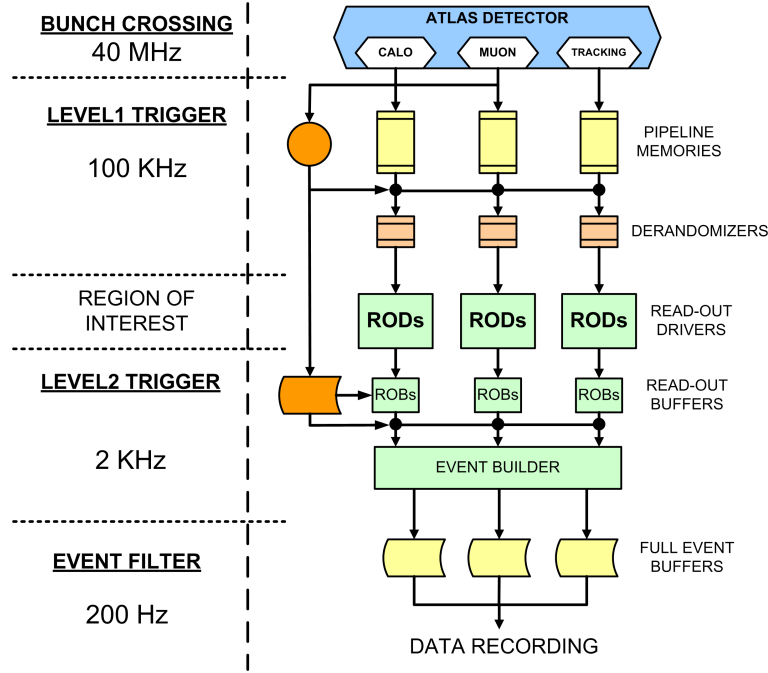 BUNCH CROSSING
40 MHz
ATLAS DETECTOR
CALO
MUON
TRACKING
LEVEL1 TRIGGER
100 KHz
PIPELINE
MEMORIES
DERANDOMIZERS
REGION OF
INTEREST
RODs
RODs
RODs
READ-OUT
DRIVERS
LEVEL2 TRIGGER
2 KHz
ROBs
ROBs
ROBs
READ-OUT
BUFFERS
EVENT BUILDER
EVENT FILTER
200 Hz
FULL EVENT
BUFFERS
DATA RECORDING